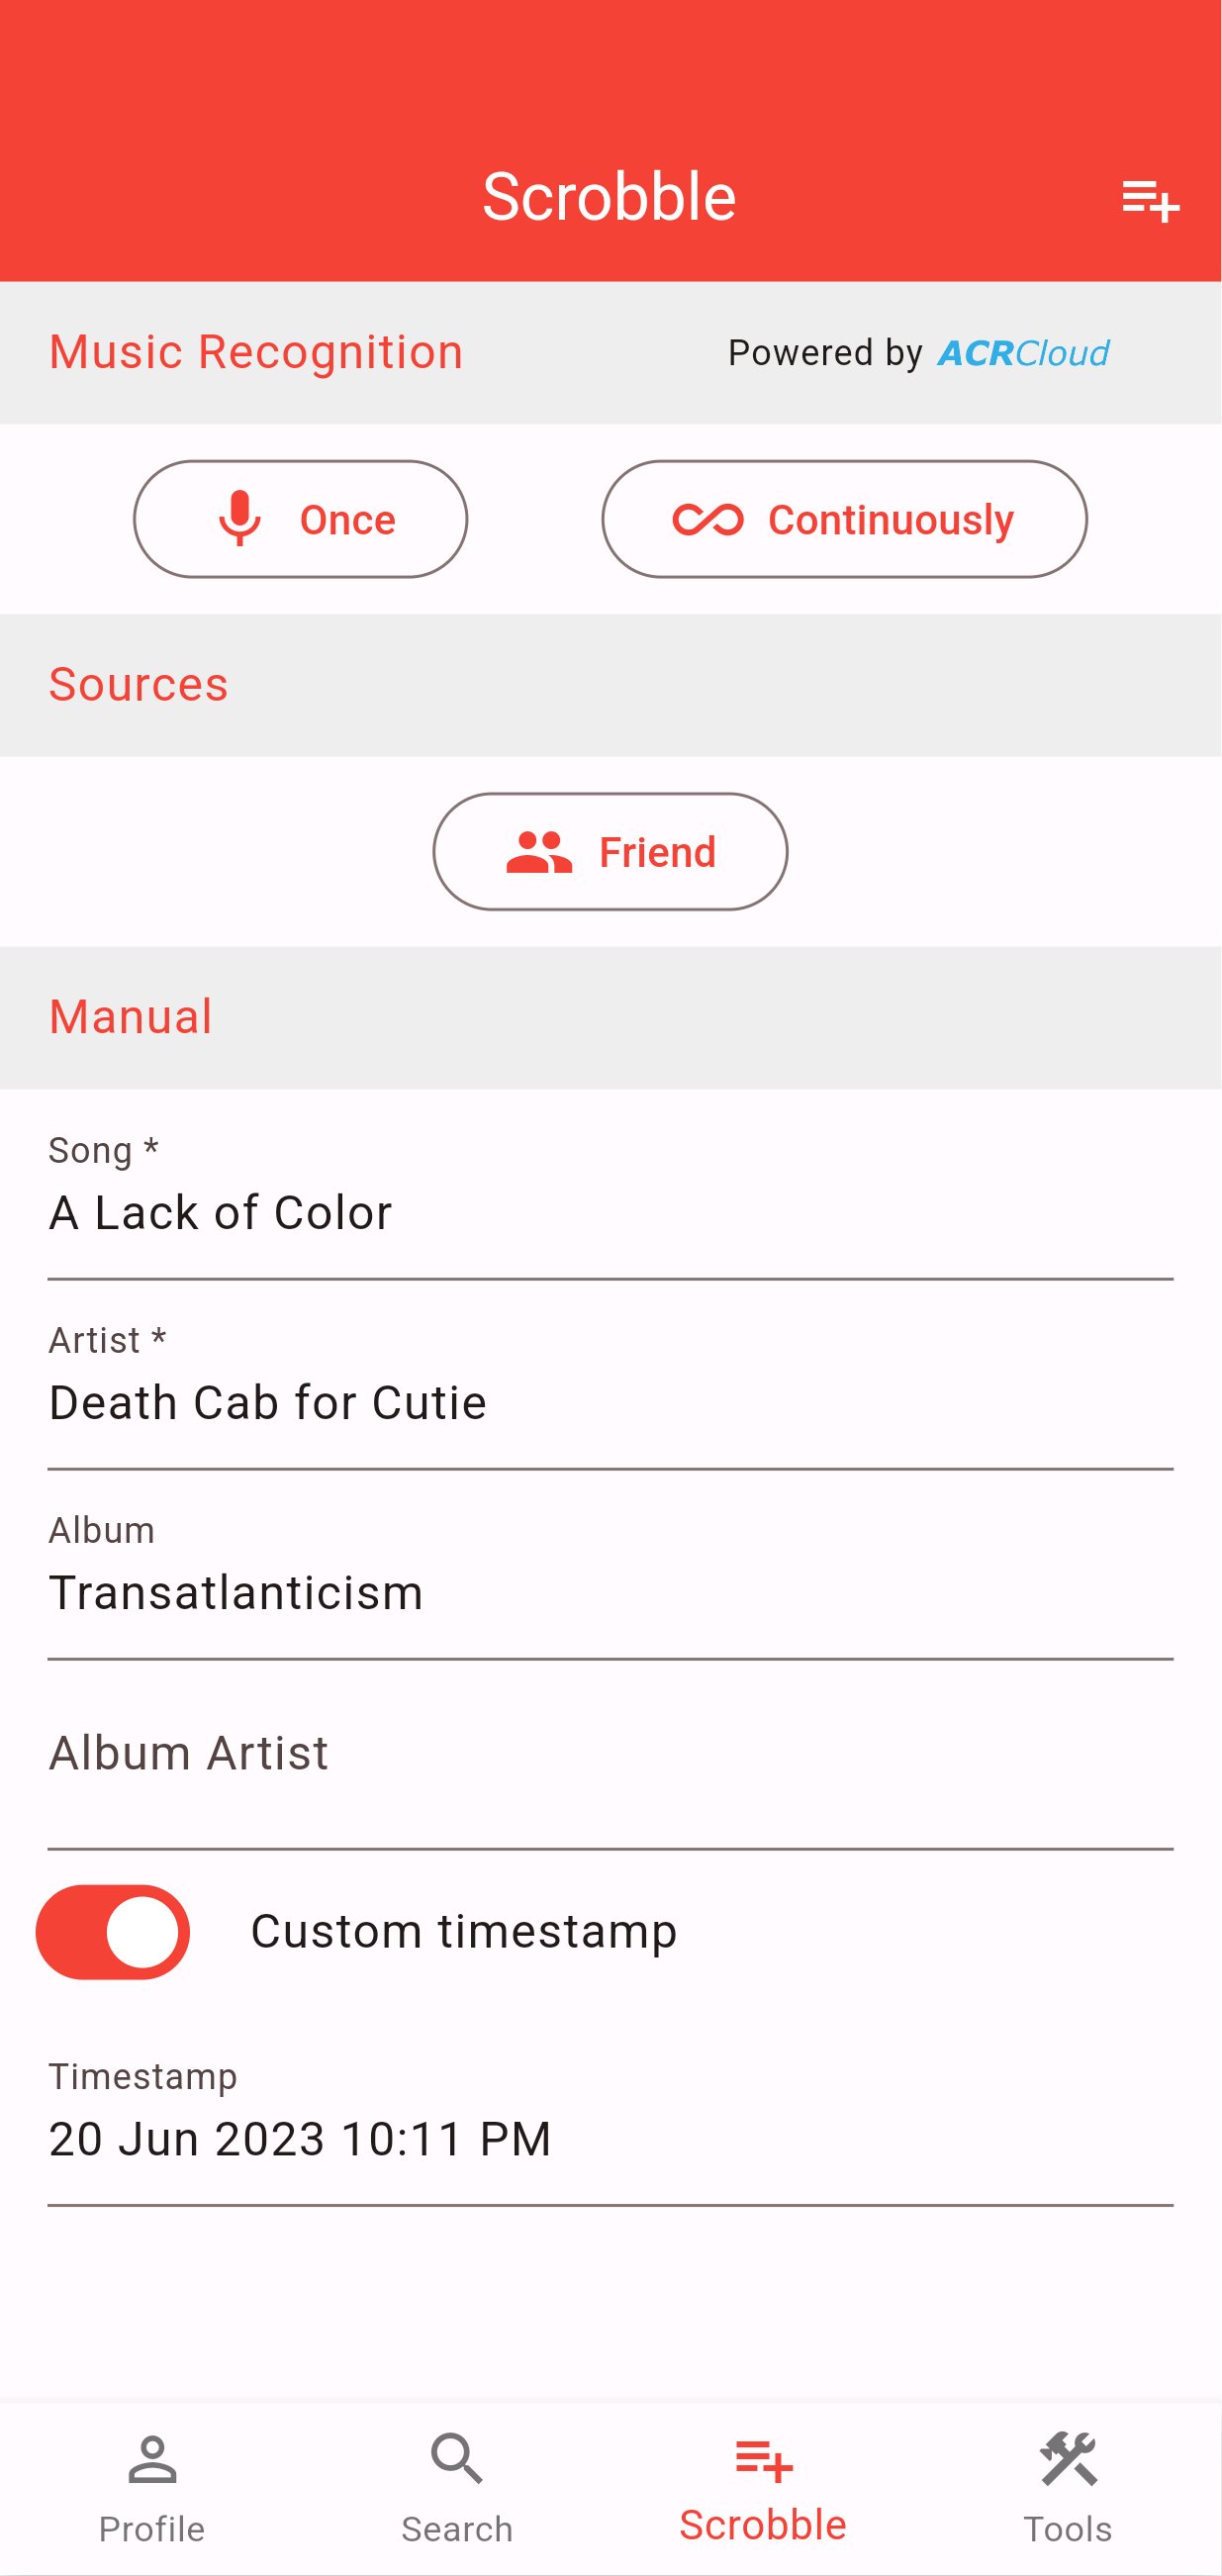 Scrobble
Music Recognition Powered by ACRCloud
Once Continuously
Sources
Friend
Manual
Song *
A Lack of Color
Artist *
Death Cab for Cutie
Album
Transatlanticism
Album Artist
Custom timestamp
Timestamp
20 Jun 2023 10:11 PM
Profile Search Scrobble Tools